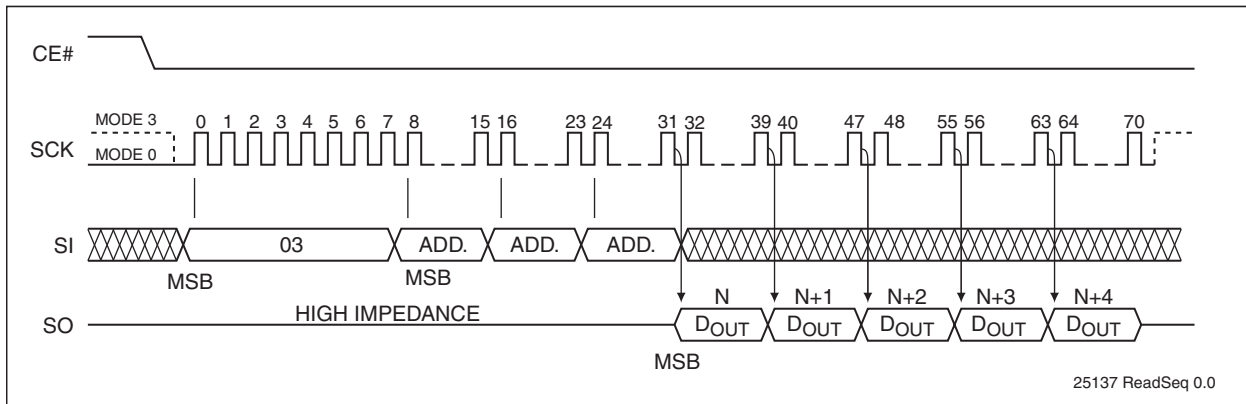 CE#
MODE 3
0 1 2 3 4 5 6 7 8 15 16 23 24 31 32 39 40 47 48 55 56 63 64 70
SCK
MODE 0
SI
03 ADD. ADD. ADD.
MSB MSB
HIGH IMPEDANCE
N N+1 N+2 N+3 N+4
SO
DOUT DOUT DOUT DOUT DOUT
MSB
25137 ReadSeq 0.0